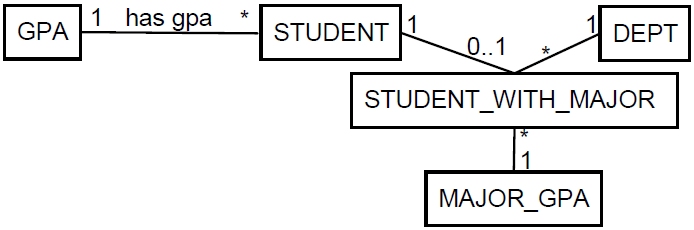 GPA
1 has gpa *
STUDENT
1
0..1
1
*
DEPT
STUDENT_WITH_MAJOR
*
1
MAJOR_GPA